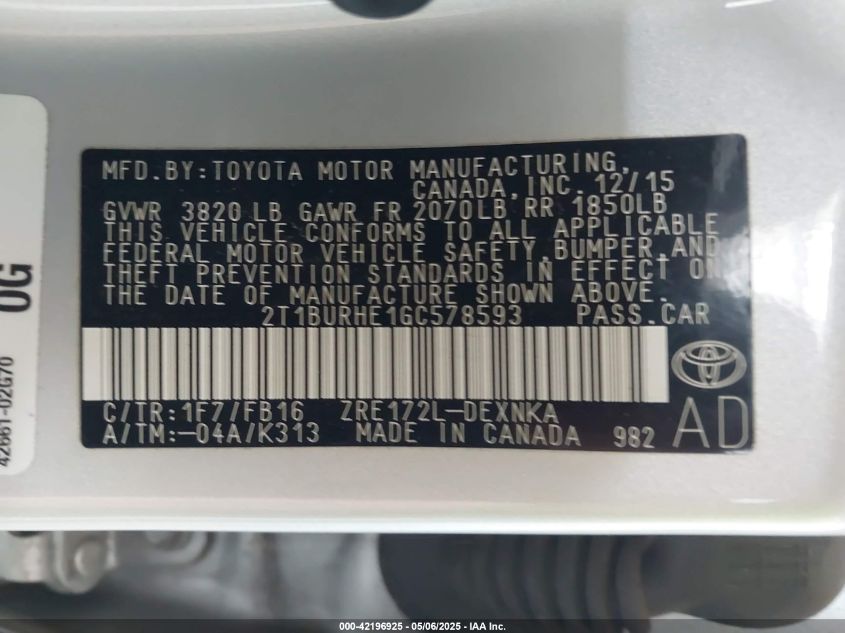 MFD.BY:TOYOTA MOTOR MANUFACTURING,
CANADA,INC. 12/15
GVWR 3820 LB GAWR FR 2070LB RR 1850LB
THIS VEHICLE CONFORMS TO ALL APPLICABLE
FEDERAL MOTOR VEHICLE SAFETY,BUMPER,AND
THEFT PREVENTION STANDARDS IN EFFECT ON
THE DATE OF MANUFACTURE SHOWN ABOVE.
2T1BURHE1GC578593 PASS.CAR
C/TR:1F7/FB16 ZRE172L-DEXNKA
A/TM:-04A/K313 MADE IN CANADA 982 AD
0G
42661-02G70
000-42196925 - 05/06/2025 - IAA Inc.